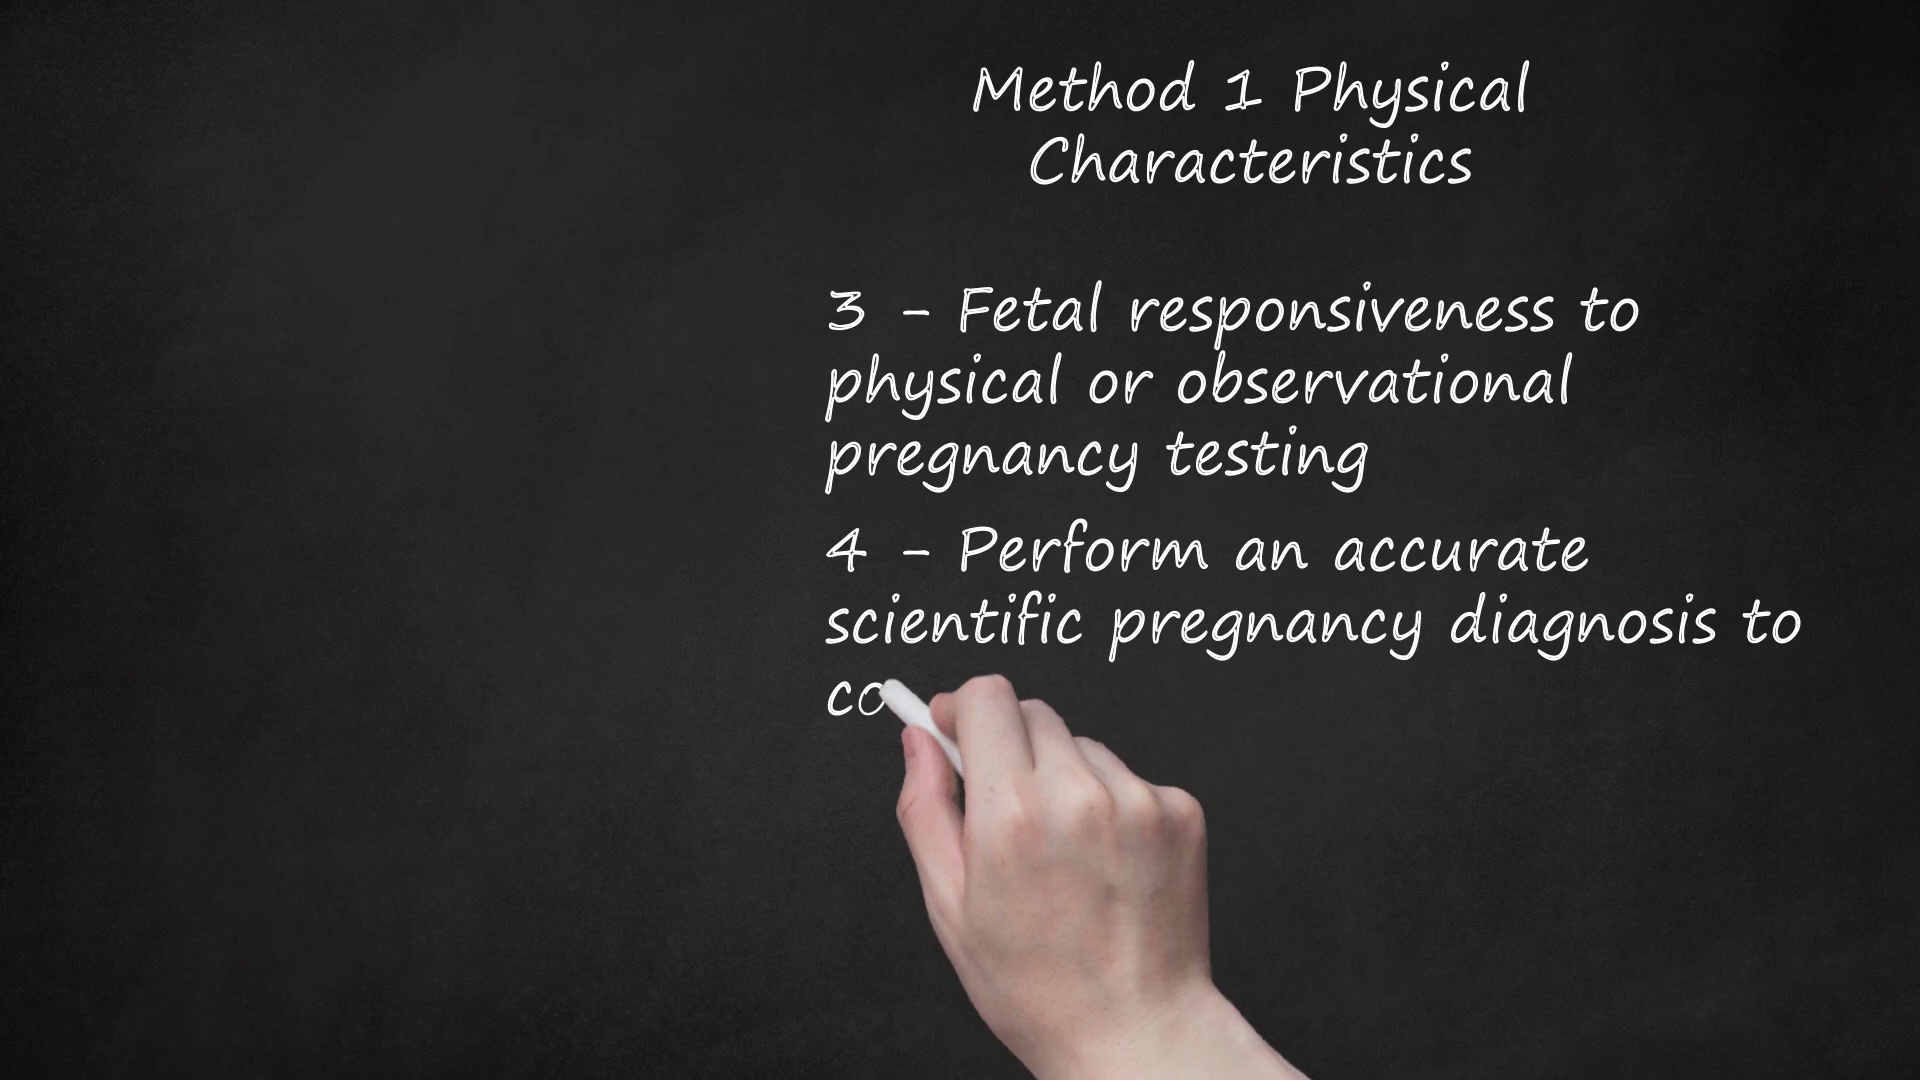 Method 1 Physical
Characteristics
3 - Fetal responsiveness to
physical or observational
pregnancy testing
4 - Perform an accurate
scientific pregnancy diagnosis to
co